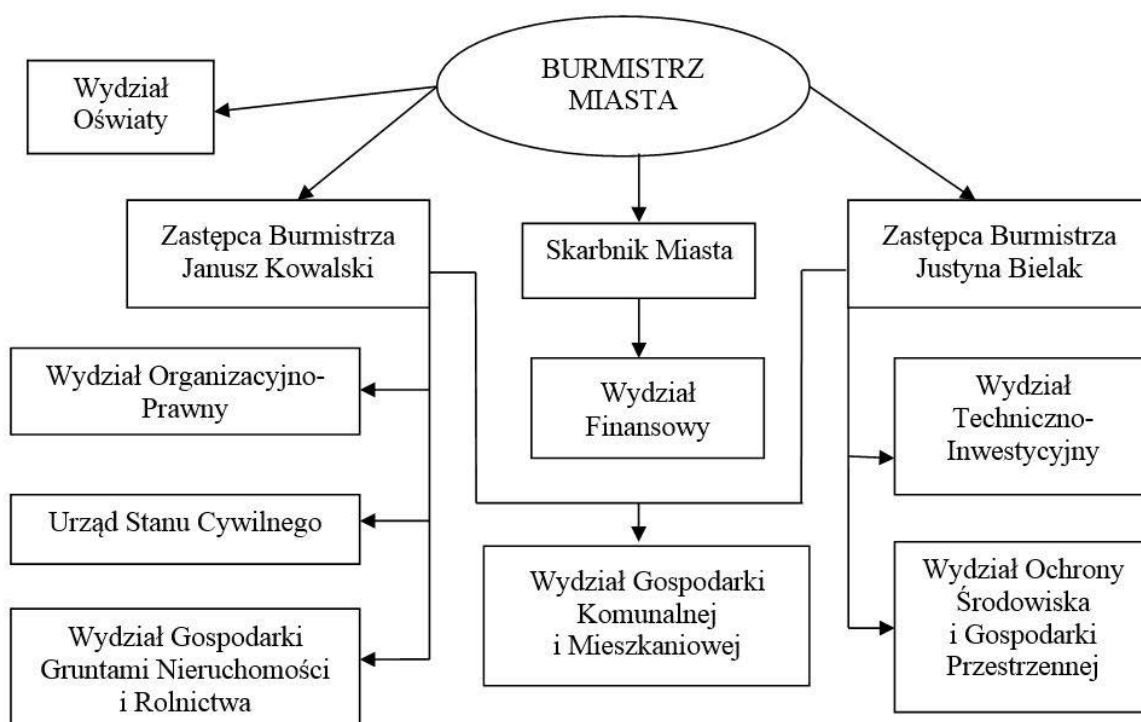 BURMISTRZ
MIASTA
Wydział
Oświaty
Zastępca Burmistrza
Janusz Kowalski
Skarbnik Miasta
Zastępca Burmistrza
Justyna Bielak
Wydział Organizacyjno-
Prawny
Wydział
Finansowy
Wydział
Techniczno-
Inwestycyjny
Urząd Stanu Cywilnego
Wydział Gospodarki
Komunalnej
i Mieszkaniowej
Wydział Ochrony
Środowiska
i Gospodarki
Przestrzennej
Wydział Gospodarki
Gruntami Nieruchomości
i Rolnictwa